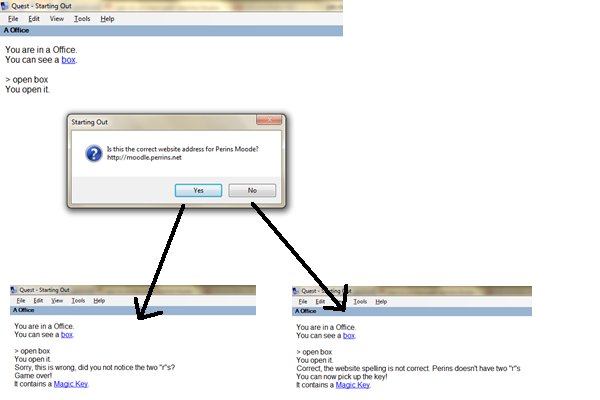 Quest - Starting Out
File Edit View Tools Help
A Office
You are in a Office.
You can see a box.
> open box
You open it.
Starting Out
Is this the correct website address for Perins Moode?
http://moodle.perrins.net
Yes No
Quest - Starting Out
File Edit View Tools Help
A Office
You are in a Office.
You can see a box.
> open box
You open it.
Sorry, this is wrong, did you not notice the two "r"s?
Game over!
It contains a Magic Key.
Quest - Starting Out
File Edit Tools Help
A Office
You are in a Office.
You can see a box.
> open box
You open it.
Correct, the website spelling is not correct. Perins doesn't have two "r"s
You can now pick up the key!
It contains a Magic Key.